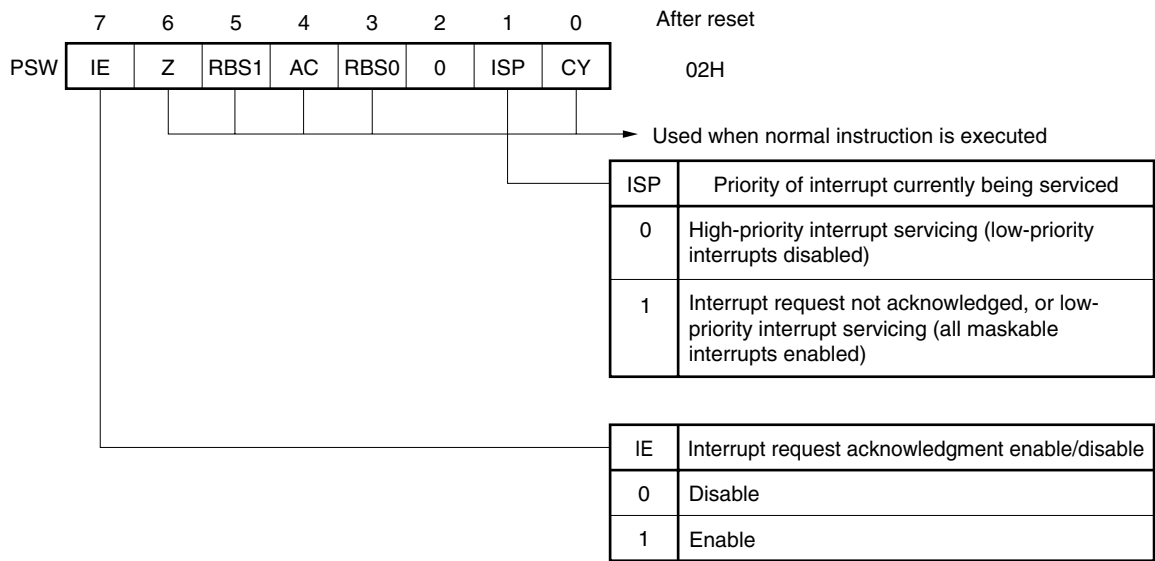 7 6 5 4 3 2 1 0 After reset
PSW IE Z RBS1 AC RBS0 0 ISP CY 02H
Used when normal instruction is executed
ISP Priority of interrupt currently being serviced
0 High-priority interrupt servicing (low-priority
interrupts disabled)
1 Interrupt request not acknowledged, or low-
priority interrupt servicing (all maskable
interrupts enabled)
IE Interrupt request acknowledgment enable/disable
0 Disable
1 Enable